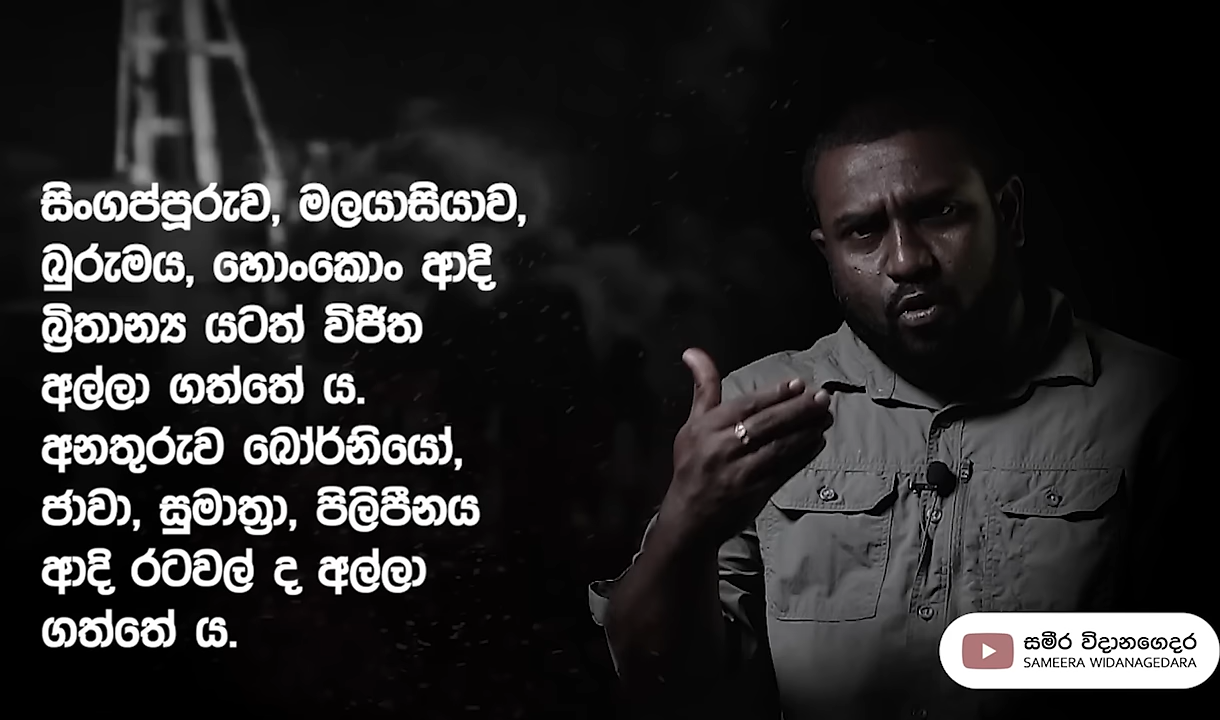 සිංගප්පූරුව, මලයාසියාව,
බුරුමය, හොංකොං ආදි
බ්‍රිතාන්‍ය යටත් විජිත
අල්ලා ගත්තේ ය.
අනතුරුව බෝර්නියෝ,
ජාවා, සුමාත්‍රා, පිලිපීනය
ආදි රටවල් ද අල්ලා
ගත්තේ ය.
සමීර විදානගෙදර
SAMEERA WIDANAGEDARA